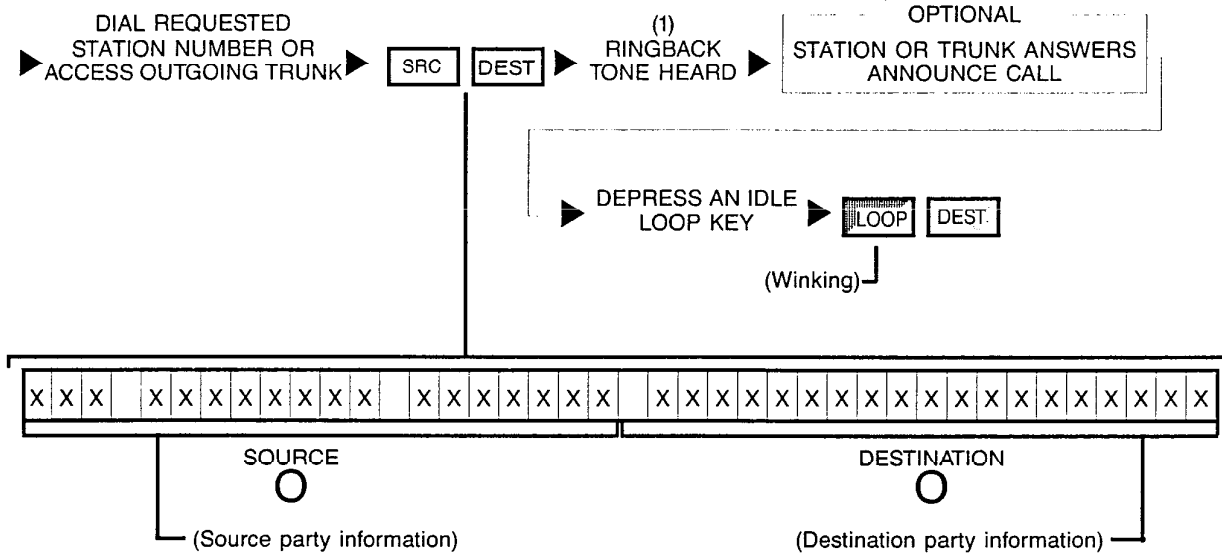 DIAL REQUESTED
STATION NUMBER OR
ACCESS OUTGOING TRUNK
SRC DEST
(1)
RINGBACK
TONE HEARD
OPTIONAL
STATION OR TRUNK ANSWERS
ANNOUNCE CALL
DEPRESS AN IDLE
LOOP KEY
LOOP DEST
(Winking)
X X X X X X X X X X X X X X X X X X X X X X X X X X X X X X X X X X X X X
SOURCE
DESTINATION
(Source party information)
(Destination party information)